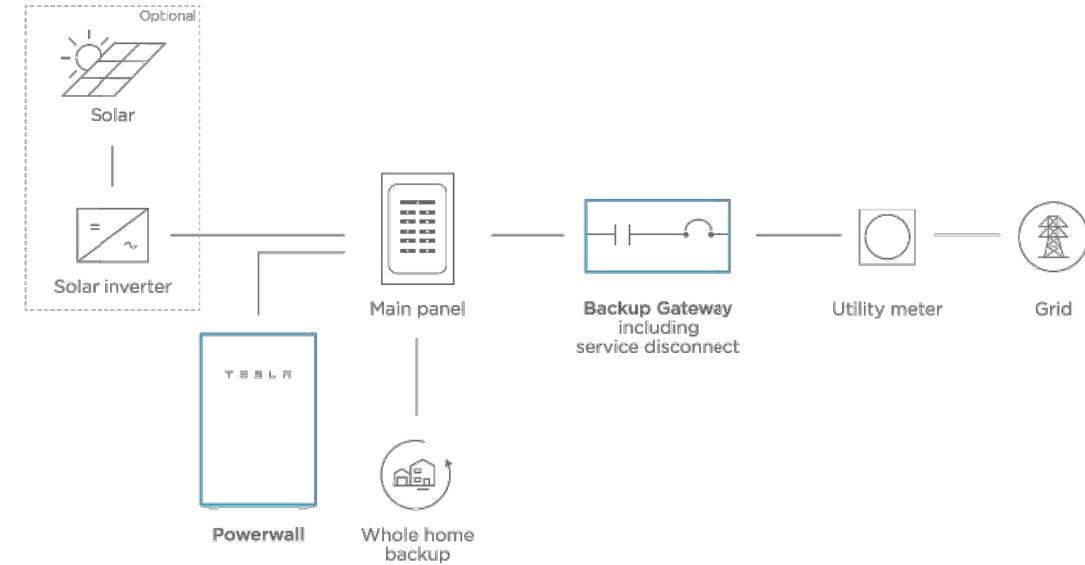 Optional
Solar
Solar inverter
Main panel
Backup Gateway
including
service disconnect
Utility meter
Grid
TESLA
Powerwall
Whole home
backup